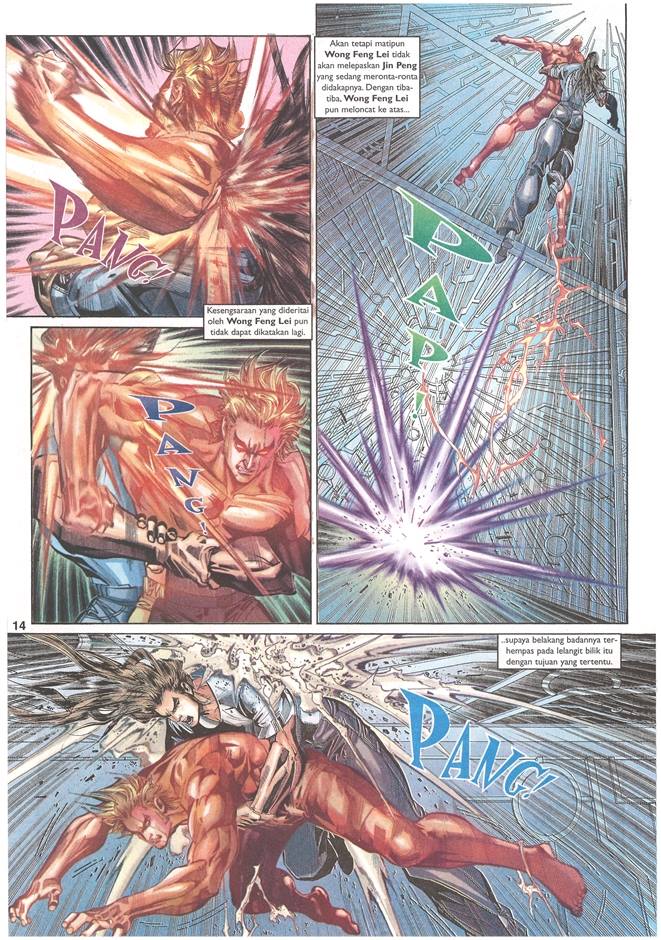 PANG!
Kesengsaraan yang dideritai
oleh Wong Feng Lei pun
tidak dapat dikatakan lagi.
PANG!
Akan tetapi matipun
Wong Feng Lei tidak
akan melepaskan Jin Peng
yang sedang meronta-ronta
didakapnya. Dengan tiba-
tiba, Wong Feng Lei
pun meloncat ke atas...
PAP!
14
..supaya belakang badannya ter-
hempas pada lelangit bilik itu
dengan tujuan yang tertentu.
PANG!